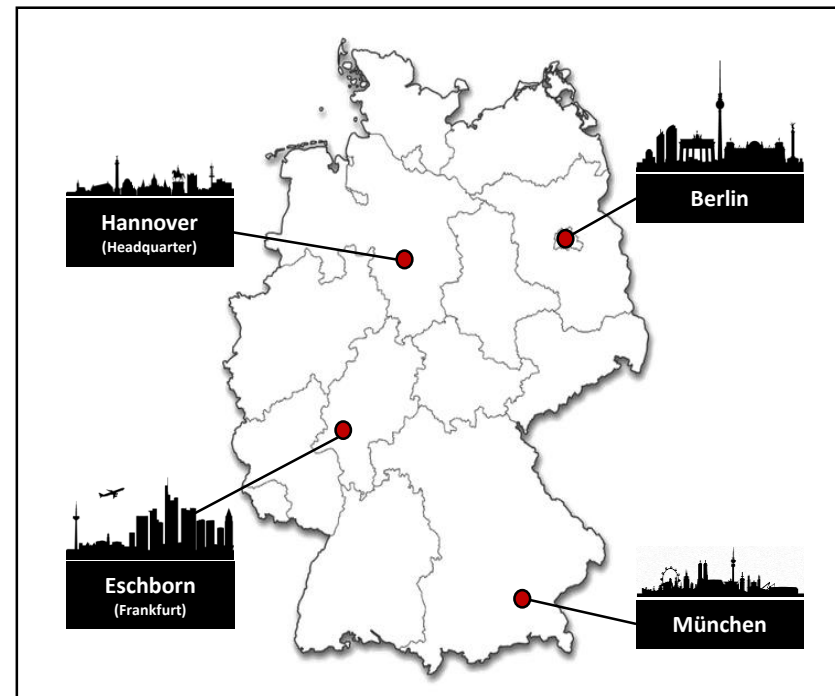 Hannover
(Headquarter)
Berlin
Eschborn
(Frankfurt)
München